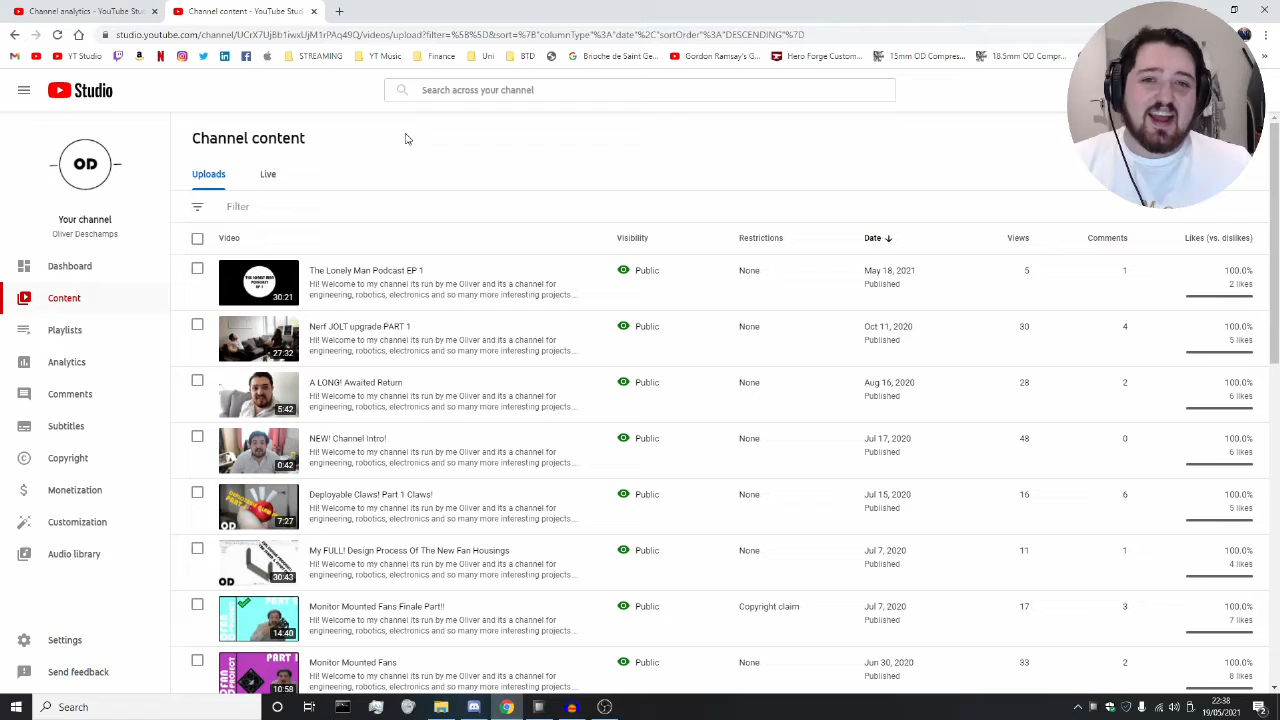 Channel analytics - YouTube Stu
Channel content - YouTube Studi
studio.youtube.com/channel/UCrx7UjBb1iwxUjM1rPAq49Q/videos/upload?filter=%5B%5D&sort=%7B"columnType"%3A"date"%2C"sortOrder"%3A"DESCENDING"%7D
YT Studio
STREAMING
YT Music
Uni
Finance
BTD
Brioche de Saint Ge...
Gordon Ramsey's G...
Hero Forge Custom...
15mm OD Compres...
18.5mm OD Compr...
Studio
Search across your channel
OD
Your channel
Oliver Deschamps
Dashboard
Content
Playlists
Analytics
Comments
Subtitles
Copyright
Monetization
Customization
Audio library
Settings
Send feedback
Channel content
Uploads Live
Filter
Video Visibility Restrictions Date Views Comments Likes (vs. dislikes)
THE LONELY MAN
PODCAST
EP 1
30:21
The Lonely Man Podcast EP 1
Hi! Welcome to my channel its run by me Oliver and its a channel for
engineering, robotics, electronics and so many more interesting projects....
Public None May 18, 2021 5 1 100.0%
Published 2 likes
27:32
Nerf JOLT upgrade PART 1
Hi! Welcome to my channel its run by me Oliver and its a channel for
engineering, robotics, electronics and so many more interesting projects....
Public None Oct 11, 2020 30 4 100.0%
Published 5 likes
5:42
A LONG! Awaited Return
Hi! Welcome to my channel its run by me Oliver and its a channel for
engineering, robotics, electronics and so many more interesting projects....
Public None Aug 16, 2020 28 2 100.0%
Published 6 likes
0:42
NEW! Channel Intro!
Hi! Welcome to my channel its run by me Oliver and its a channel for
engineering, robotics, electronics and so many more interesting projects....
Public None Jul 17, 2020 48 0 100.0%
Published 6 likes
OD
7:27
Deployable Claws! Part 1 Claws!
Hi! Welcome to my channel its run by me Oliver and its a channel for
engineering, robotics, electronics and so many more interesting projects....
Public None Jul 15, 2020 16 6 100.0%
Published 5 likes
OD
30:43
My FULL! Design Process Of The New Fan Housings
Hi! Welcome to my channel its run by me Oliver and its a channel for
engineering, robotics, electronics and so many more interesting projects....
Public None Jul 7, 2020 11 1 100.0%
Published 4 likes
14:40
Monitor Mounted Fans Finale Part!!
Hi! Welcome to my channel its run by me Oliver and its a channel for
engineering, robotics, electronics and so many more interesting projects....
Public Copyright claim Jul 7, 2020 17 3 100.0%
Published 7 likes
PART 1
10:58
Monitor Mounted Fans
Hi! Welcome to my channel its run by me Oliver and its a channel for
engineering, robotics, electronics and so many more interesting projects....
Public None Jun 30, 2020 33 2 100.0%
Published 8 likes
Search
22:38
19/05/2021